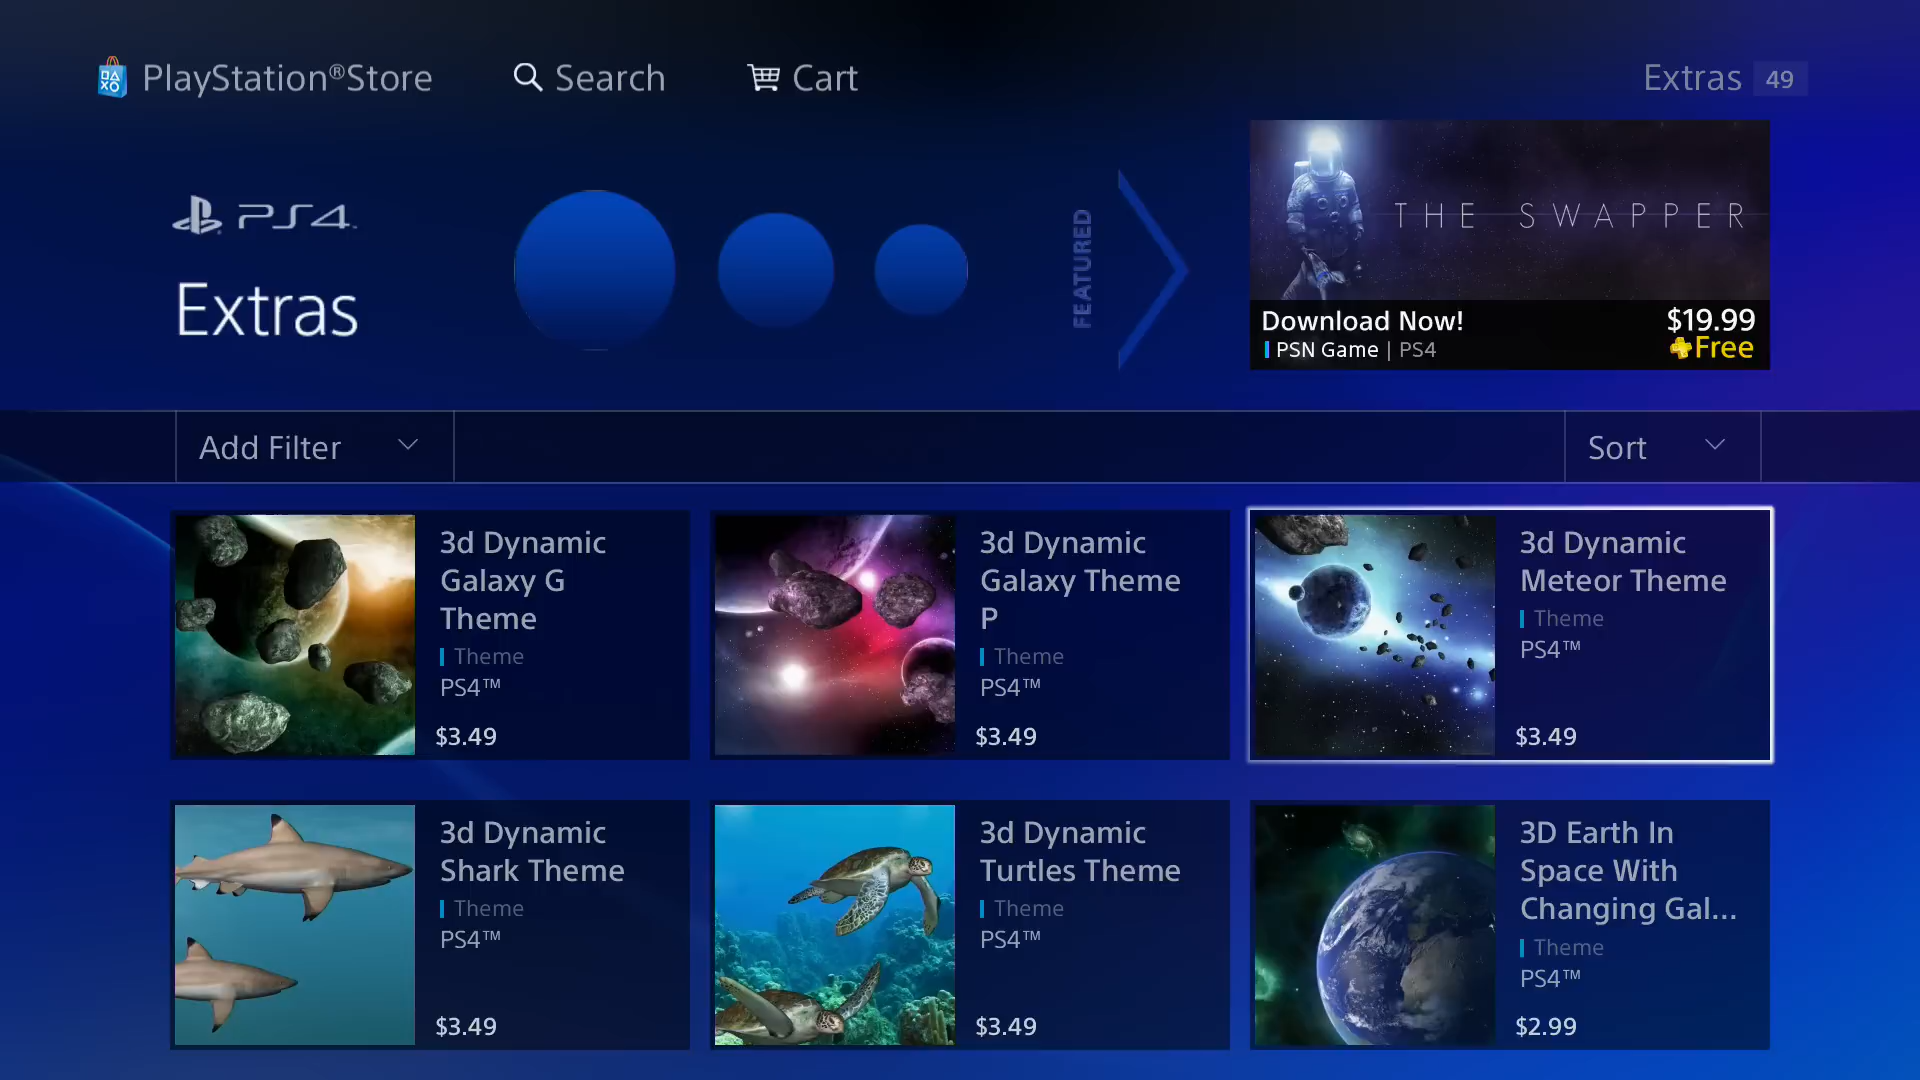 PlayStation®Store
Search
Cart
Extras 49
PS4™
Extras
FEATURED
THE SWAPPER
Download Now!
$19.99
PSN Game | PS4
Free
Add Filter
Sort
3d Dynamic
Galaxy G
Theme
Theme
PS4™
$3.49
3d Dynamic
Galaxy Theme
P
Theme
PS4™
$3.49
3d Dynamic
Meteor Theme
Theme
PS4™
$3.49
3d Dynamic
Shark Theme
Theme
PS4™
$3.49
3d Dynamic
Turtles Theme
Theme
PS4™
$3.49
3D Earth In
Space With
Changing Gal...
Theme
PS4™
$2.99